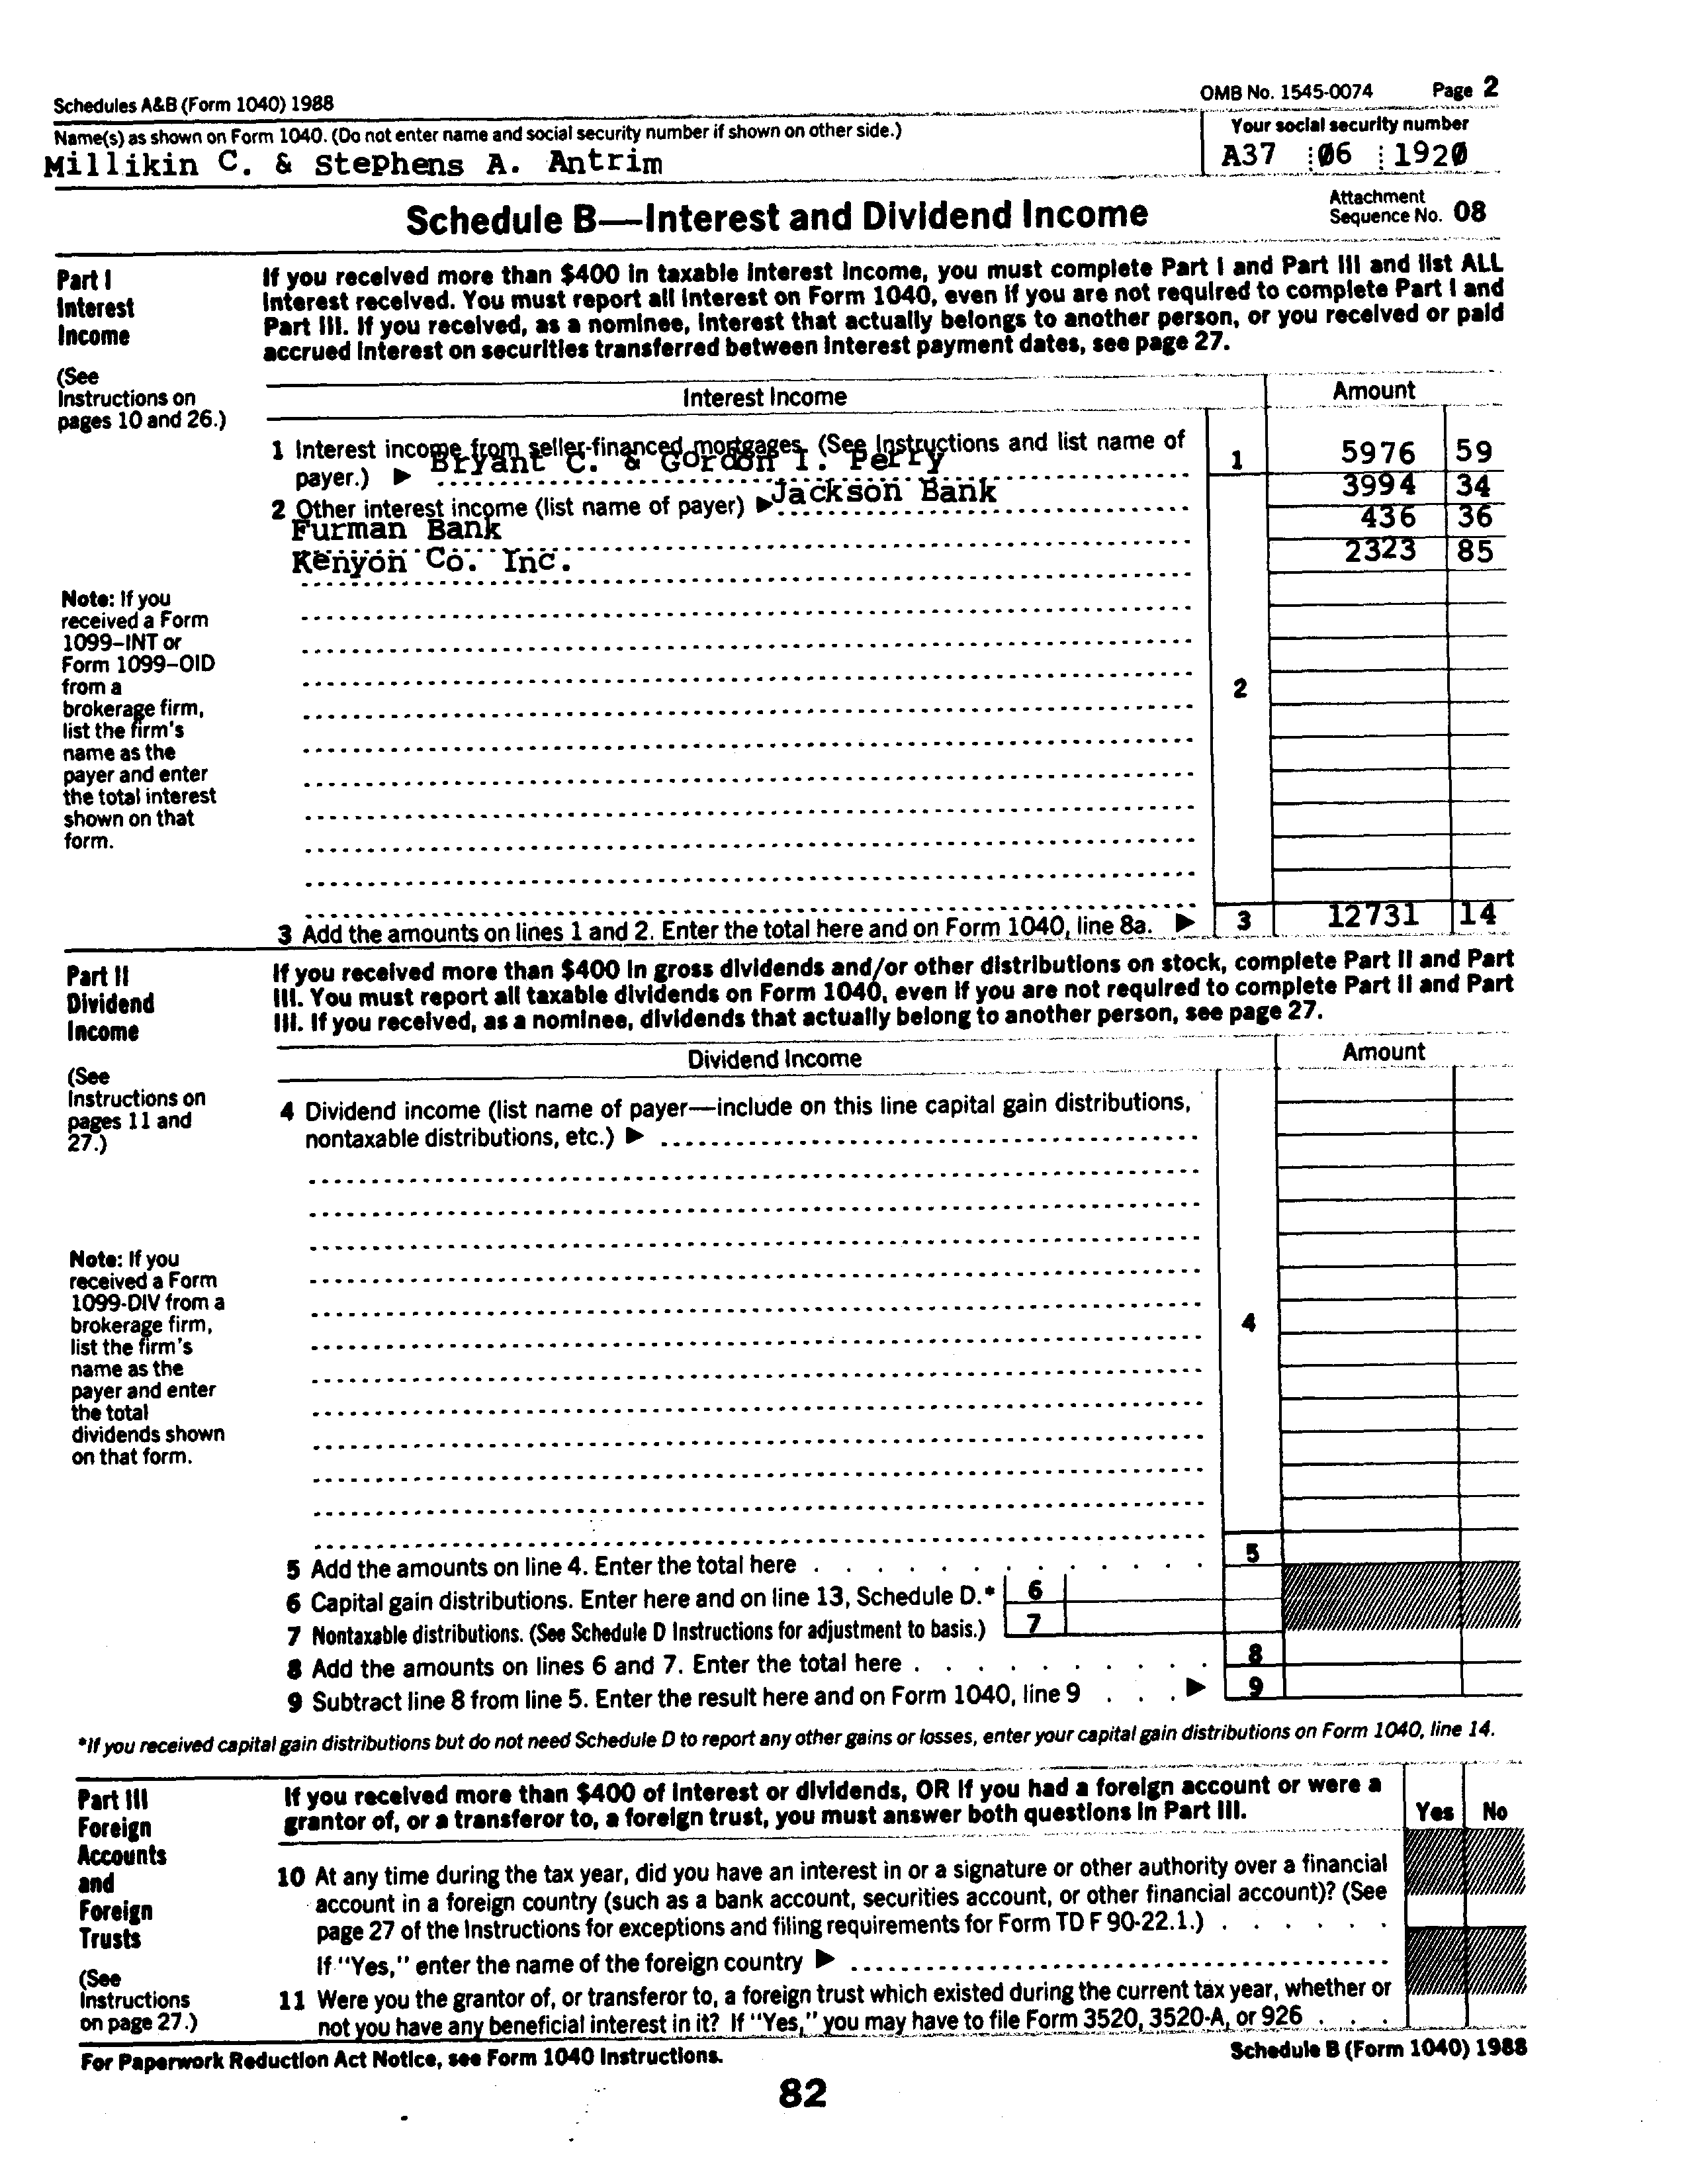 Schedules A&B (Form 1040) 1988 OMB No. 1545-0074 Page 2
Name(s) as shown on Form 1040. (Do not enter name and social security number if shown on other side.) Your social security number
Millikin C. & Stephens A. Antrim A37 06 1920
Schedule B—Interest and Dividend Income Attachment Sequence No. 08
Part I
Interest
Income
(See
Instructions on
pages 10 and 26.)
If you received more than $400 in taxable interest income, you must complete Part I and Part III and list ALL
interest received. You must report all interest on Form 1040, even if you are not required to complete Part I and
Part III. If you received, as a nominee, interest that actually belongs to another person, or you received or paid
accrued interest on securities transferred between interest payment dates, see page 27.
Interest Income Amount
1 Interest income from seller-financed mortgages. (See Instructions and list name of
payer.) ▶ Bryant C. & Gordon I. Perry 1 5976 59
2 Other interest income (list name of payer) ▶ Jackson Bank 3994 34
Furman Bank 436 36
Kenyon Co. Inc. 2323 85
2
Note: If you
received a Form
1099–INT or
Form 1099–OID
from a
brokerage firm,
list the firm's
name as the
payer and enter
the total interest
shown on that
form.
3 Add the amounts on lines 1 and 2. Enter the total here and on Form 1040, line 8a. ▶ 3 12731 14
Part II
Dividend
Income
(See
Instructions on
pages 11 and
27.)
If you received more than $400 in gross dividends and/or other distributions on stock, complete Part II and Part
III. You must report all taxable dividends on Form 1040, even if you are not required to complete Part II and Part
III. If you received, as a nominee, dividends that actually belong to another person, see page 27.
Dividend Income Amount
4 Dividend income (list name of payer—include on this line capital gain distributions,
nontaxable distributions, etc.) ▶
4
Note: If you
received a Form
1099-DIV from a
brokerage firm,
list the firm's
name as the
payer and enter
the total
dividends shown
on that form.
5 Add the amounts on line 4. Enter the total here 5
6 Capital gain distributions. Enter here and on line 13, Schedule D.* 6
7 Nontaxable distributions. (See Schedule D Instructions for adjustment to basis.) 7
8 Add the amounts on lines 6 and 7. Enter the total here 8
9 Subtract line 8 from line 5. Enter the result here and on Form 1040, line 9 ▶ 9
*If you received capital gain distributions but do not need Schedule D to report any other gains or losses, enter your capital gain distributions on Form 1040, line 14.
Part III
Foreign
Accounts
and
Foreign
Trusts
(See
Instructions
on page 27.)
If you received more than $400 of interest or dividends, OR if you had a foreign account or were a
grantor of, or a transferor to, a foreign trust, you must answer both questions in Part III. Yes No
10 At any time during the tax year, did you have an interest in or a signature or other authority over a financial
account in a foreign country (such as a bank account, securities account, or other financial account)? (See
page 27 of the Instructions for exceptions and filing requirements for Form TD F 90-22.1.)
If "Yes," enter the name of the foreign country ▶
11 Were you the grantor of, or transferor to, a foreign trust which existed during the current tax year, whether or
not you have any beneficial interest in it? If "Yes," you may have to file Form 3520, 3520-A, or 926
For Paperwork Reduction Act Notice, see Form 1040 Instructions. Schedule B (Form 1040) 1988
82